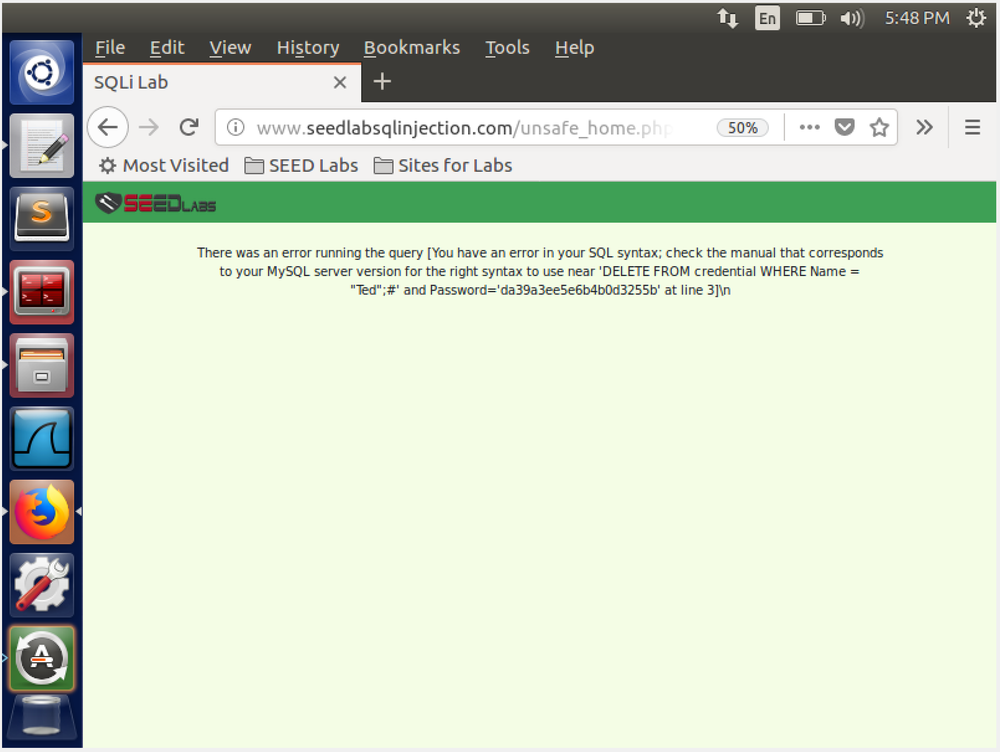 En 5:48 PM
File Edit View History Bookmarks Tools Help
SQLi Lab
www.seedlabsqlinjection.com/unsafe_home.php 50%
Most Visited SEED Labs Sites for Labs
SEEDLABS
There was an error running the query [You have an error in your SQL syntax; check the manual that corresponds
to your MySQL server version for the right syntax to use near 'DELETE FROM credential WHERE Name =
"Ted";#' and Password='da39a3ee5e6b4b0d3255b' at line 3]\n